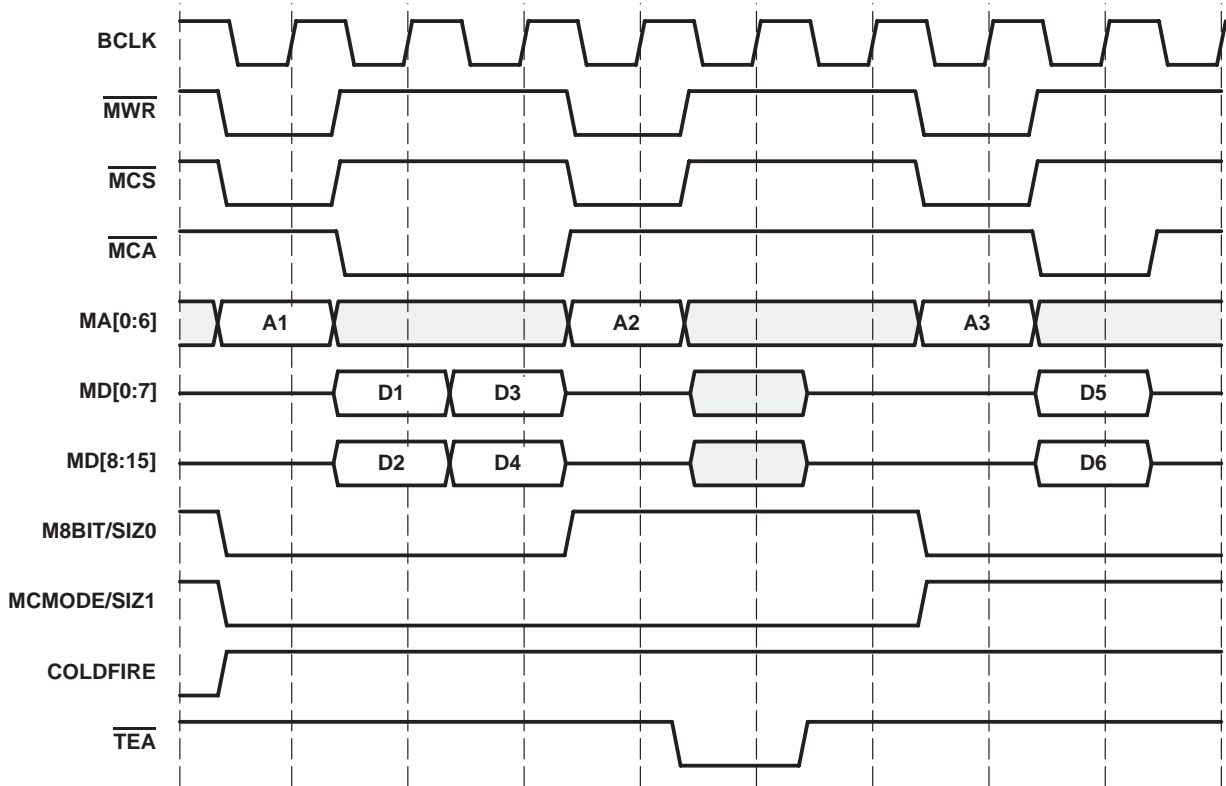 BCLK
MWR
MCS
MCA
MA[0:6]
A1
A2
A3
MD[0:7]
D1
D3
D5
MD[8:15]
D2
D4
D6
M8BIT/SIZ0
MCMODE/SIZ1
COLDFIRE
TEA